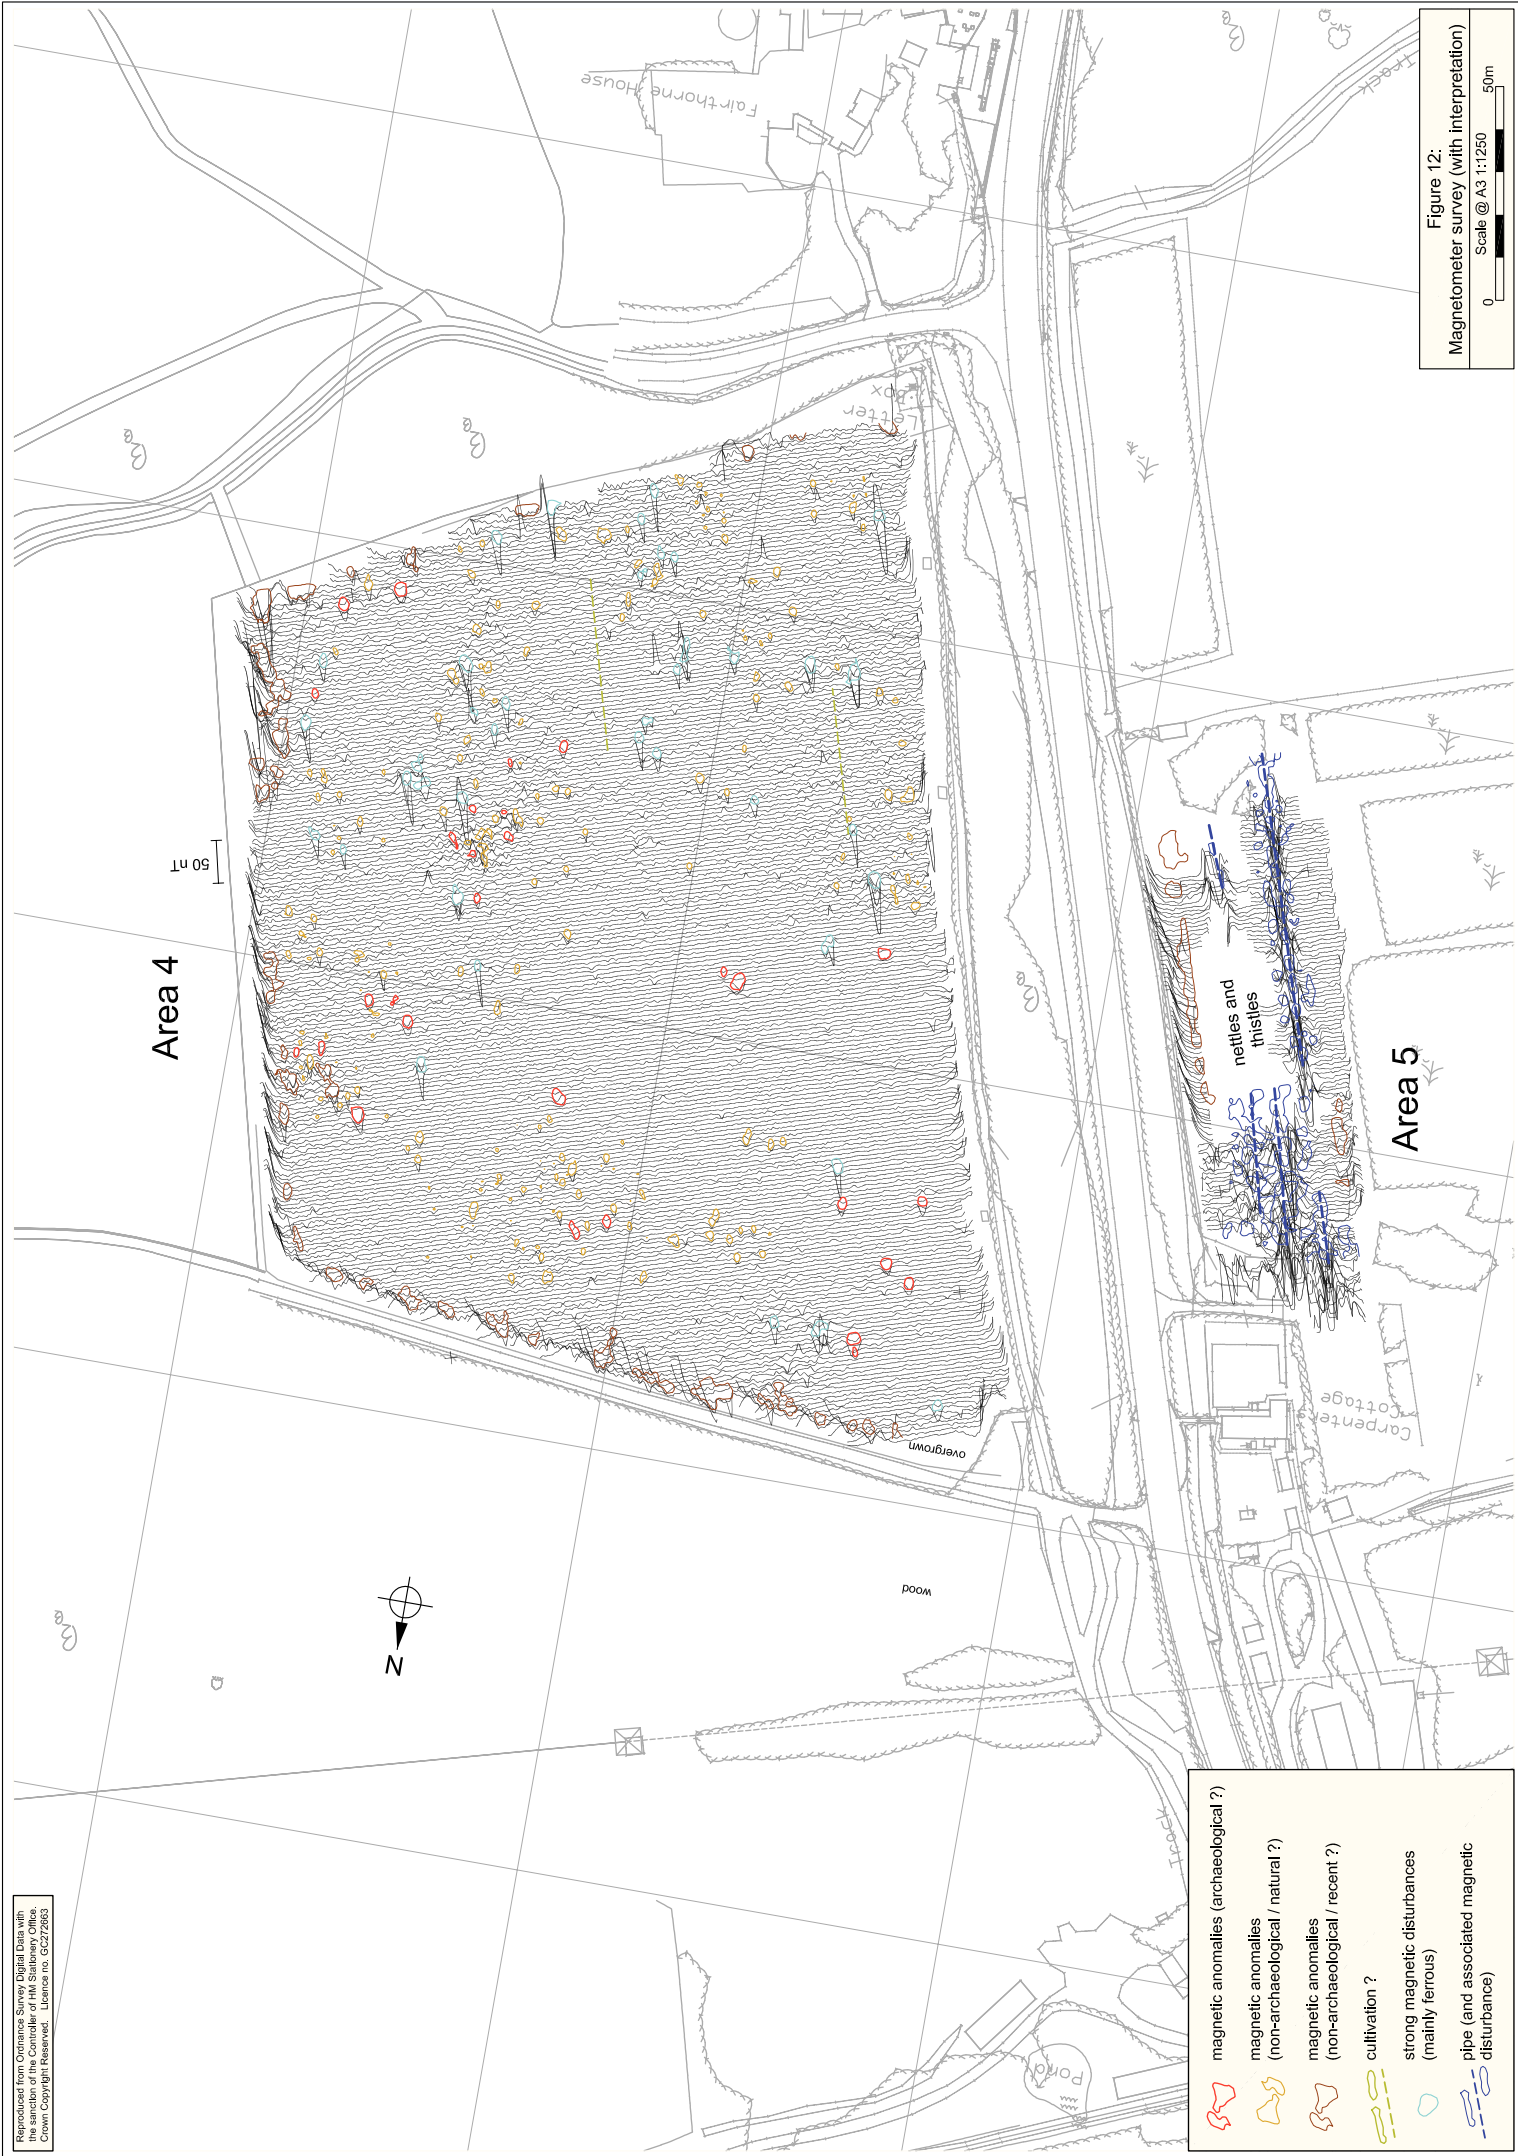 Reproduced from Ordnance Survey Digital Data with
the sanction of the Controller of HM Stationery Office.
Crown Copyright Reserved. Licence no. GC272663
Area 4
50 nT
Fairthorne House
Letter
Box
Track
overgrown
wood
N
nettles and
thistles
Area 5
Carpenters
Cottage
Track
Pond
Figure 12:
Magnetometer survey (with interpretation)
Scale @ A3 1:1250
0
50m
magnetic anomalies (archaeological ?)
magnetic anomalies
(non-archaeological / natural ?)
magnetic anomalies
(non-archaeological / recent ?)
cultivation ?
strong magnetic disturbances
(mainly ferrous)
pipe (and associated magnetic
disturbance)